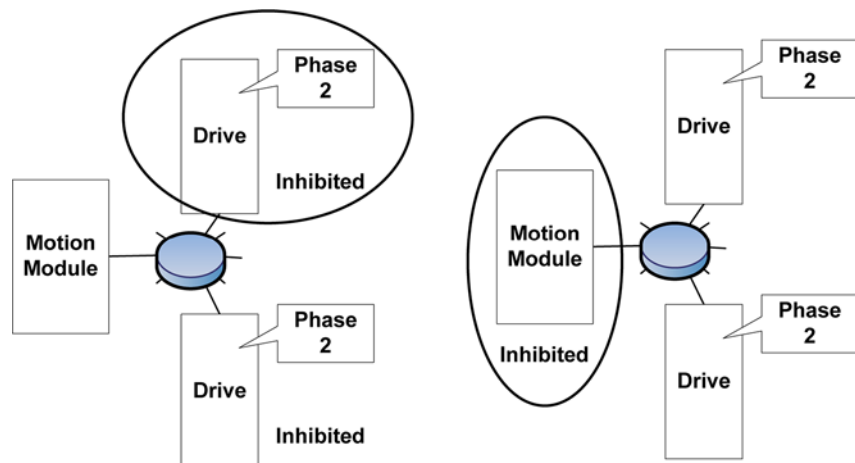 Phase
2
Drive
Inhibited
Motion
Module
Phase
2
Drive
Inhibited
Phase
2
Drive
Motion
Module
Inhibited
Phase
2
Drive